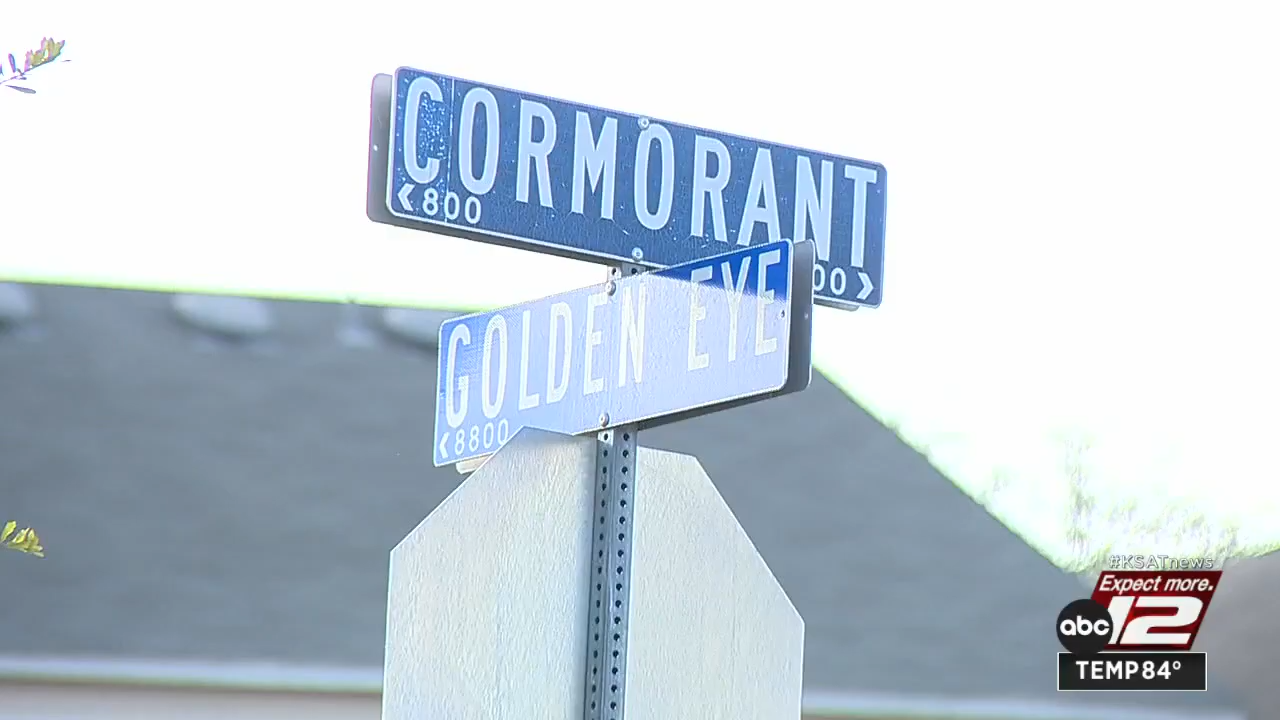 CORMORANT
<800
00>
GOLDEN EYE
<8800
#KSATnews
Expect more.
abc 12
TEMP 84°